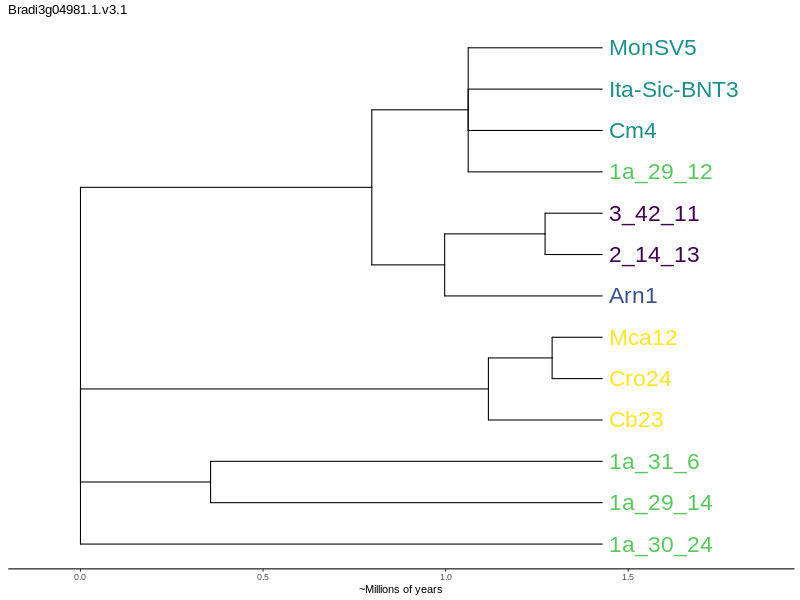 Bradi3g04981.1.v3.1
MonSV5
Ita-Sic-BNT3
Cm4
1a_29_12
3_42_11
2_14_13
Arn1
Mca12
Cro24
Cb23
1a_31_6
1a_29_14
1a_30_24
0.0 0.5 1.0 1.5
~Millions of years